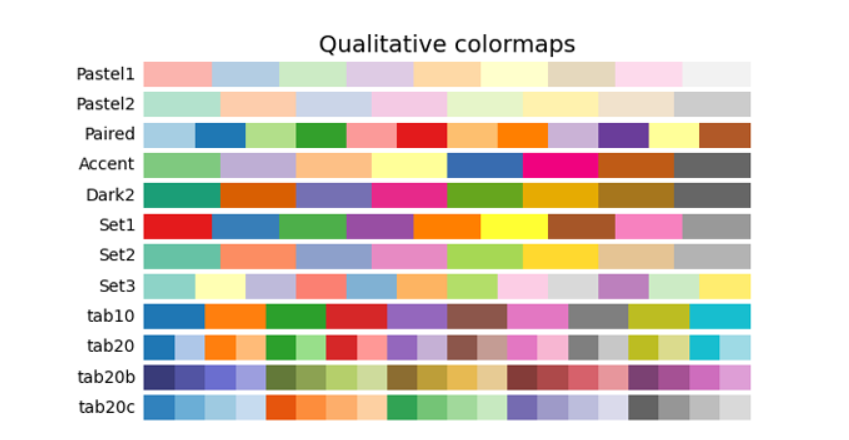 Qualitative colormaps
Pastel1
Pastel2
Paired
Accent
Dark2
Set1
Set2
Set3
tab10
tab20
tab20b
tab20c